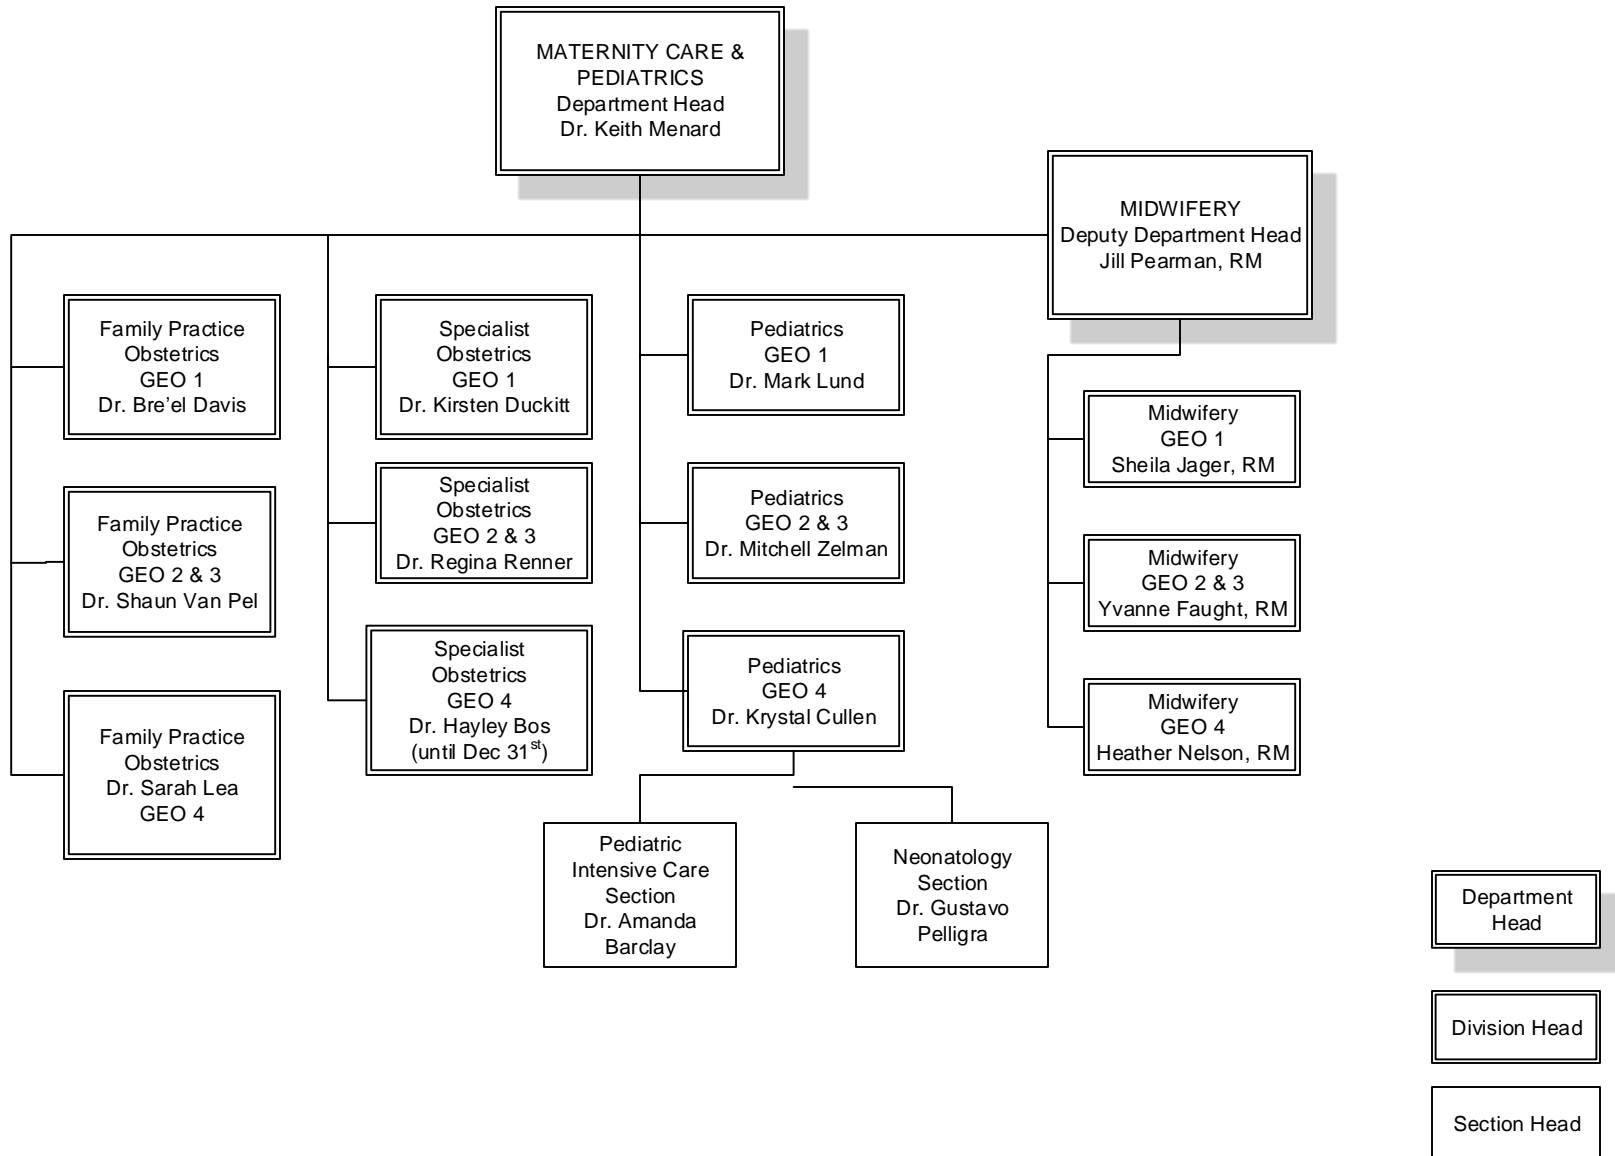 MATERNITY CARE &
PEDIATRICS
Department Head
Dr. Keith Menard
MIDWIFERY
Deputy Department Head
Jill Pearman, RM
Family Practice
Obstetrics
GEO 1
Dr. Bre’el Davis
Specialist
Obstetrics
GEO 1
Dr. Kirsten Duckitt
Pediatrics
GEO 1
Dr. Mark Lund
Midwifery
GEO 1
Sheila Jager, RM
Family Practice
Obstetrics
GEO 2 & 3
Dr. Shaun Van Pel
Specialist
Obstetrics
GEO 2 & 3
Dr. Regina Renner
Pediatrics
GEO 2 & 3
Dr. Mitchell Zelman
Midwifery
GEO 2 & 3
Yvanne Faught, RM
Family Practice
Obstetrics
Dr. Sarah Lea
GEO 4
Specialist
Obstetrics
GEO 4
Dr. Hayley Bos
(until Dec 31st)
Pediatrics
GEO 4
Dr. Krystal Cullen
Midwifery
GEO 4
Heather Nelson, RM
Pediatric
Intensive Care
Section
Dr. Amanda
Barclay
Neonatology
Section
Dr. Gustavo
Pelligra
Department
Head
Division Head
Section Head